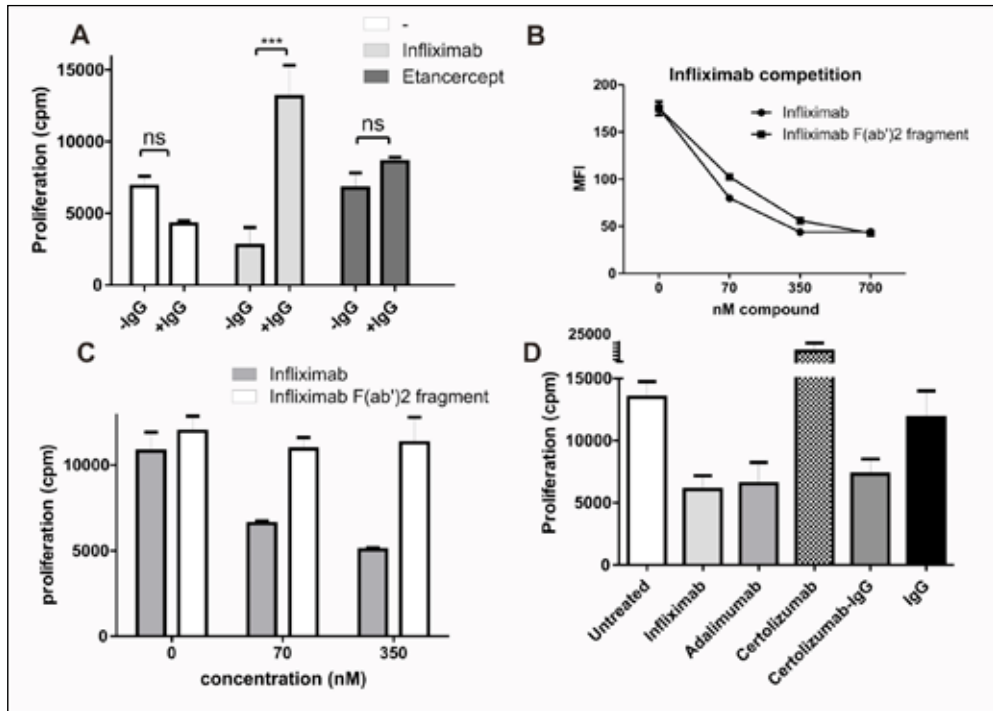 A
-
Infliximab
Etancercept
***
ns
ns
Proliferation (cpm)
15000
10000
5000
0
-IgG
+IgG
-IgG
+IgG
-IgG
+IgG
B
Infliximab competition
Infliximab
Infliximab F(ab')2 fragment
MFI
200
150
100
50
0
0
70
350
700
nM compound
C
Infliximab
Infliximab F(ab')2 fragment
proliferation (cpm)
10000
5000
0
0
70
350
concentration (nM)
D
Proliferation (cpm)
25000
15000
10000
5000
0
Untreated
Infliximab
Adalimumab
Certolizumab
Certolizumab-IgG
IgG